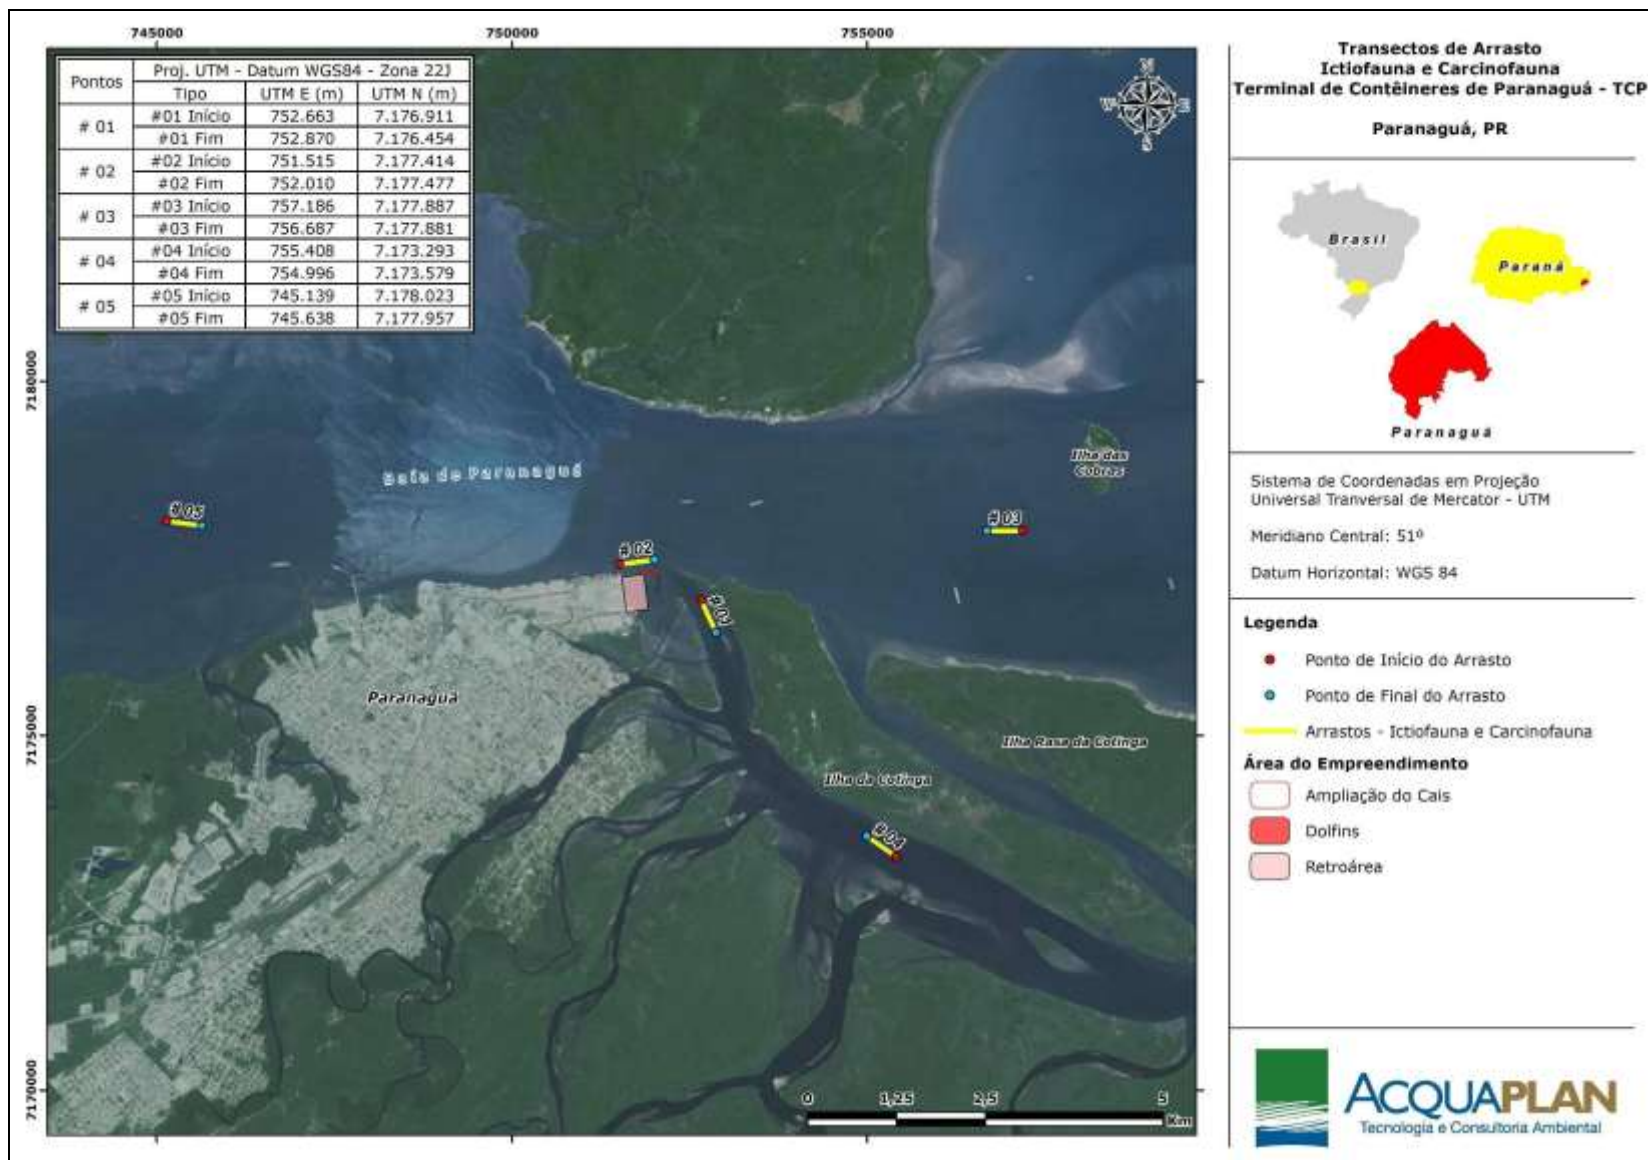 745000 750000 755000
Pontos Proj. UTM - Datum WGS84 - Zona 22J
Tipo UTM E (m) UTM N (m)
# 01 #01 Início 752.663 7.176.911
#01 Fim 752.870 7.176.454
# 02 #02 Início 751.515 7.177.414
#02 Fim 752.010 7.177.477
# 03 #03 Início 757.186 7.177.887
#03 Fim 756.687 7.177.881
# 04 #04 Início 755.408 7.173.293
#04 Fim 754.996 7.173.579
# 05 #05 Início 745.139 7.178.023
#05 Fim 745.638 7.177.957
N
W E
S
7180000
7175000
7170000
Baía de Paranaguá
Ilha das
Cobras
# 05
# 03
# 02
# 01
Paranaguá
Ilha Rasa da Cotinga
Ilha da Cotinga
# 04
0 1,25 2,5 5
Km
Transectos de Arrasto
Ictiofauna e Carcinofauna
Terminal de Contêineres de Paranaguá - TCP
Paranaguá, PR
Brasil
Paraná
Paranaguá
Sistema de Coordenadas em Projeção
Universal Tranversal de Mercator - UTM
Meridiano Central: 51º
Datum Horizontal: WGS 84
Legenda
Ponto de Início do Arrasto
Ponto de Final do Arrasto
Arrastos - Ictiofauna e Carcinofauna
Área do Empreendimento
Ampliação do Cais
Dolfins
Retroárea
ACQUAPLAN
Tecnologia e Consultoria Ambiental